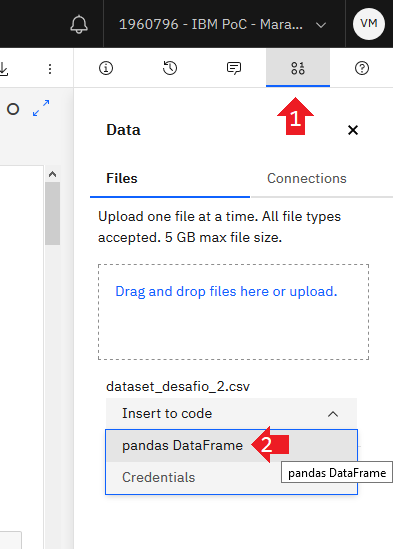 1960796 - IBM PoC - Mara...
VM
1
Data
Files
Connections
Upload one file at a time. All file types
accepted. 5 GB max file size.
Drag and drop files here or upload.
dataset_desafio_2.csv
Insert to code
pandas DataFrame
2
pandas DataFrame
Credentials